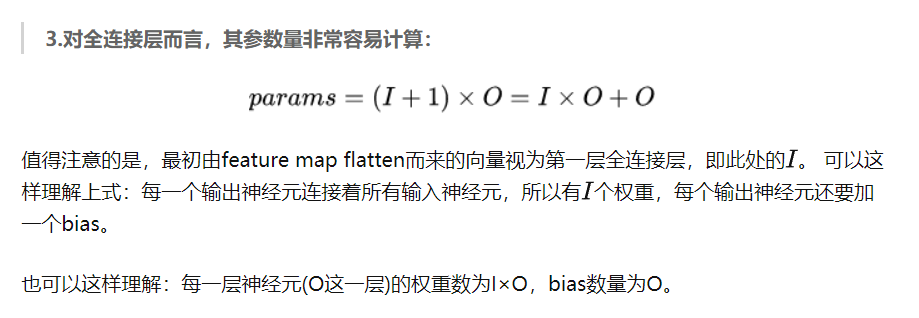 3.对全连接层而言，其参数量非常容易计算：
params = (I + 1) × O = I × O + O
值得注意的是，最初由feature map flatten而来的向量视为第一层全连接层，即此处的I。 可以这
样理解上式：每一个输出神经元连接着所有输入神经元，所以有I个权重，每个输出神经元还要加
一个bias。
也可以这样理解：每一层神经元(O这一层)的权重数为I×O，bias数量为O。